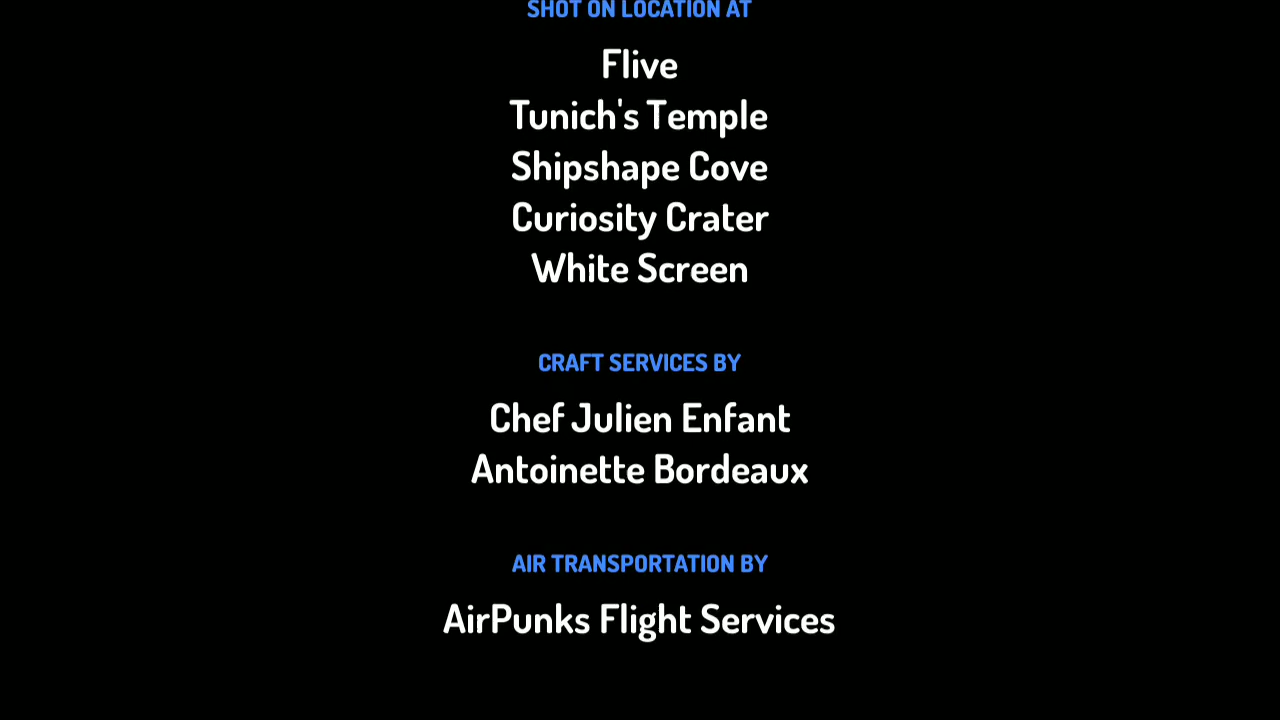 SHOT ON LOCATION AT
Flive
Tunich's Temple
Shipshape Cove
Curiosity Crater
White Screen
CRAFT SERVICES BY
Chef Julien Enfant
Antoinette Bordeaux
AIR TRANSPORTATION BY
AirPunks Flight Services